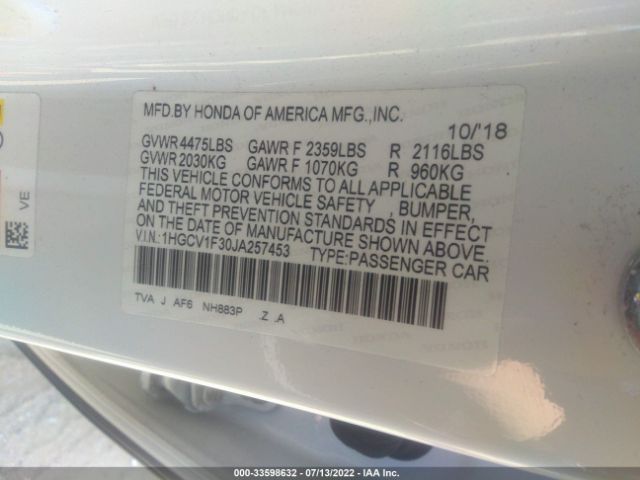 MFD.BY HONDA OF AMERICA MFG.,INC.
10/'18
GVWR 4475LBS GAWR F 2359LBS R 2116LBS
GVWR 2030KG GAWR F 1070KG R 960KG
THIS VEHICLE CONFORMS TO ALL APPLICABLE
FEDERAL MOTOR VEHICLE SAFETY , BUMPER,
AND THEFT PREVENTION STANDARDS IN EFFECT
ON THE DATE OF MANUFACTURE SHOWN ABOVE.
V.I.N.:1HGCV1F30JA257453 TYPE:PASSENGER CAR
TVA J AF6 NH883P .Z .A
VE
000-33598632 - 07/13/2022 - IAA Inc.